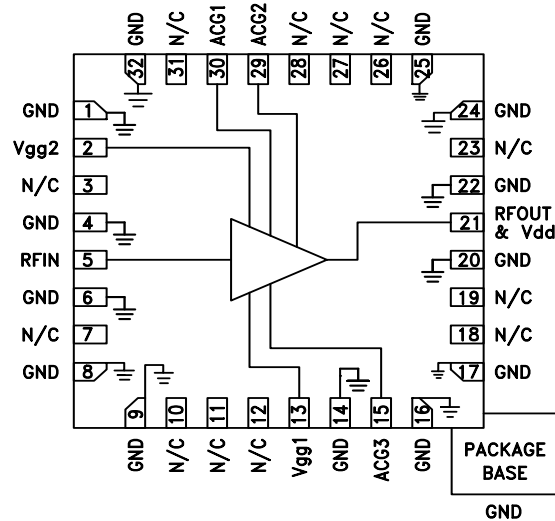 GND
N/C
ACG1
ACG2
N/C
N/C
N/C
GND
32
31
30
29
28
27
26
25
GND 1
Vgg2 2
N/C 3
GND 4
RFIN 5
GND 6
N/C 7
GND 8
24 GND
23 N/C
22 GND
21 RFOUT
& Vdd
20 GND
19 N/C
18 N/C
17 GND
9
10
11
12
13
14
15
16
GND
N/C
N/C
N/C
Vgg1
GND
ACG3
GND
PACKAGE
BASE
GND